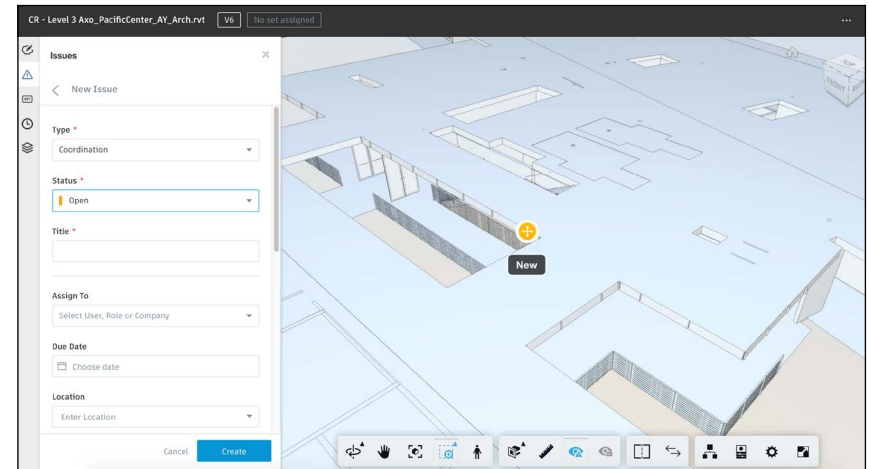 CR - Level 3 Axo_PacificCenter_AY_Arch.rvt V6 No set assigned
Issues
New Issue
Type *
Coordination
Status *
Open
Title *
Assign To
Select User, Role or Company
Due Date
Choose date
Location
Enter Location
Cancel Create
New
TOP
FRONT